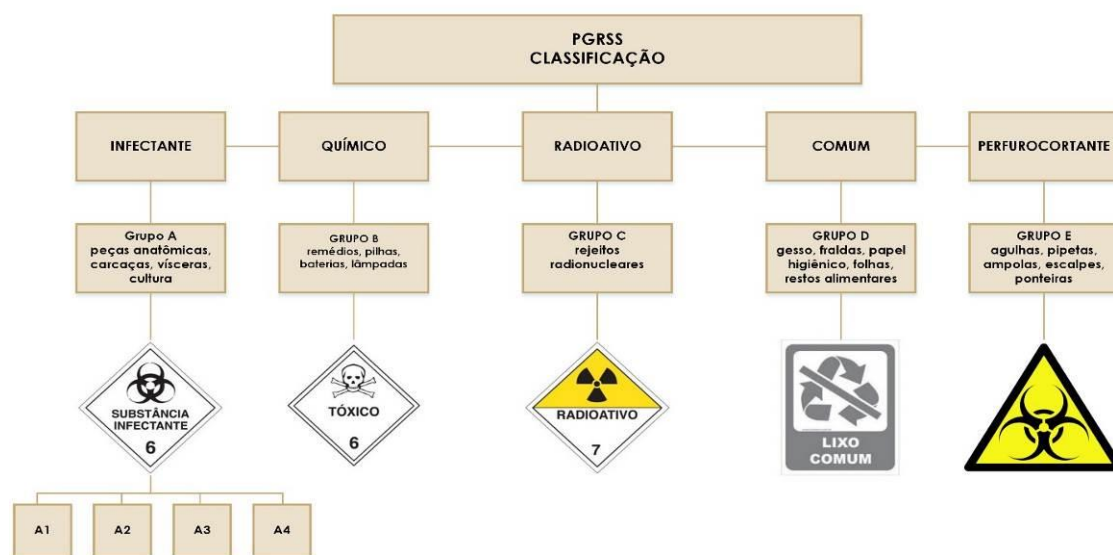 PGRSS
CLASSIFICAÇÃO
INFECTANTE
QUÍMICO
RADIOATIVO
COMUM
PERFUROCORTANTE
Grupo A
peças anatômicas,
carcaças, vísceras,
cultura
GRUPO B
remédios, pilhas,
baterias, lâmpadas
GRUPO C
rejeitos
radionucleares
GRUPO D
gesso, fraldas, papel
higiênico, folhas,
restos alimentares
GRUPO E
agulhas, pipetas,
ampolas, escalpes,
ponteiras
SUBSTÂNCIA
INFECTANTE
6
TÓXICO
6
RADIOATIVO
7
LIXO
COMUM
A1
A2
A3
A4